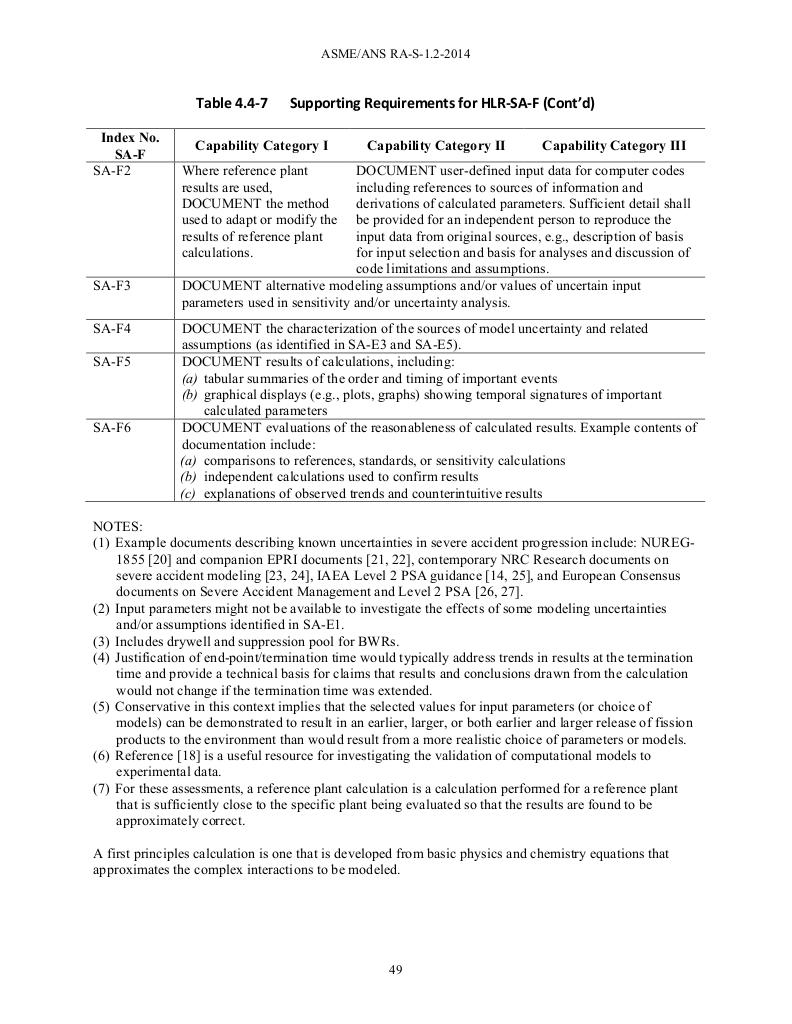 ASME/ANS RA-S-1.2-2014
Table 4.4-7 Supporting Requirements for HLR-SA-F (Cont'd)
Index No.
SA-F
Capability Category I Capability Category II Capability Category III
SA-F2
Where reference plant
results are used,
DOCUMENT the method
used to adapt or modify the
results of reference plant
calculations.
DOCUMENT user-defined input data for computer codes
including references to sources of information and
derivations of calculated parameters. Sufficient detail shall
be provided for an independent person to reproduce the
input data from original sources, e.g., description of basis
for input selection and basis for analyses and discussion of
code limitations and assumptions.
SA-F3
DOCUMENT alternative modeling assumptions and/or values of uncertain input
parameters used in sensitivity and/or uncertainty analysis.
SA-F4
DOCUMENT the characterization of the sources of model uncertainty and related
assumptions (as identified in SA-E3 and SA-E5).
SA-F5
DOCUMENT results of calculations, including:
(a) tabular summaries of the order and timing of important events
(b) graphical displays (e.g., plots, graphs) showing temporal signatures of important
calculated parameters
SA-F6
DOCUMENT evaluations of the reasonableness of calculated results. Example contents of
documentation include:
(a) comparisons to references, standards, or sensitivity calculations
(b) independent calculations used to confirm results
(c) explanations of observed trends and counterintuitive results
NOTES:
(1) Example documents describing known uncertainties in severe accident progression include: NUREG-
1855 [20] and companion EPRI documents [21, 22], contemporary NRC Research documents on
severe accident modeling [23, 24], IAEA Level 2 PSA guidance [14, 25], and European Consensus
documents on Severe Accident Management and Level 2 PSA [26, 27].
(2) Input parameters might not be available to investigate the effects of some modeling uncertainties
and/or assumptions identified in SA-E1.
(3) Includes drywell and suppression pool for BWRs.
(4) Justification of end-point/termination time would typically address trends in results at the termination
time and provide a technical basis for claims that results and conclusions drawn from the calculation
would not change if the termination time was extended.
(5) Conservative in this context implies that the selected values for input parameters (or choice of
models) can be demonstrated to result in an earlier, larger, or both earlier and larger release of fission
products to the environment than would result from a more realistic choice of parameters or models.
(6) Reference [18] is a useful resource for investigating the validation of computational models to
experimental data.
(7) For these assessments, a reference plant calculation is a calculation performed for a reference plant
that is sufficiently close to the specific plant being evaluated so that the results are found to be
approximately correct.
A first principles calculation is one that is developed from basic physics and chemistry equations that
approximates the complex interactions to be modeled.
49